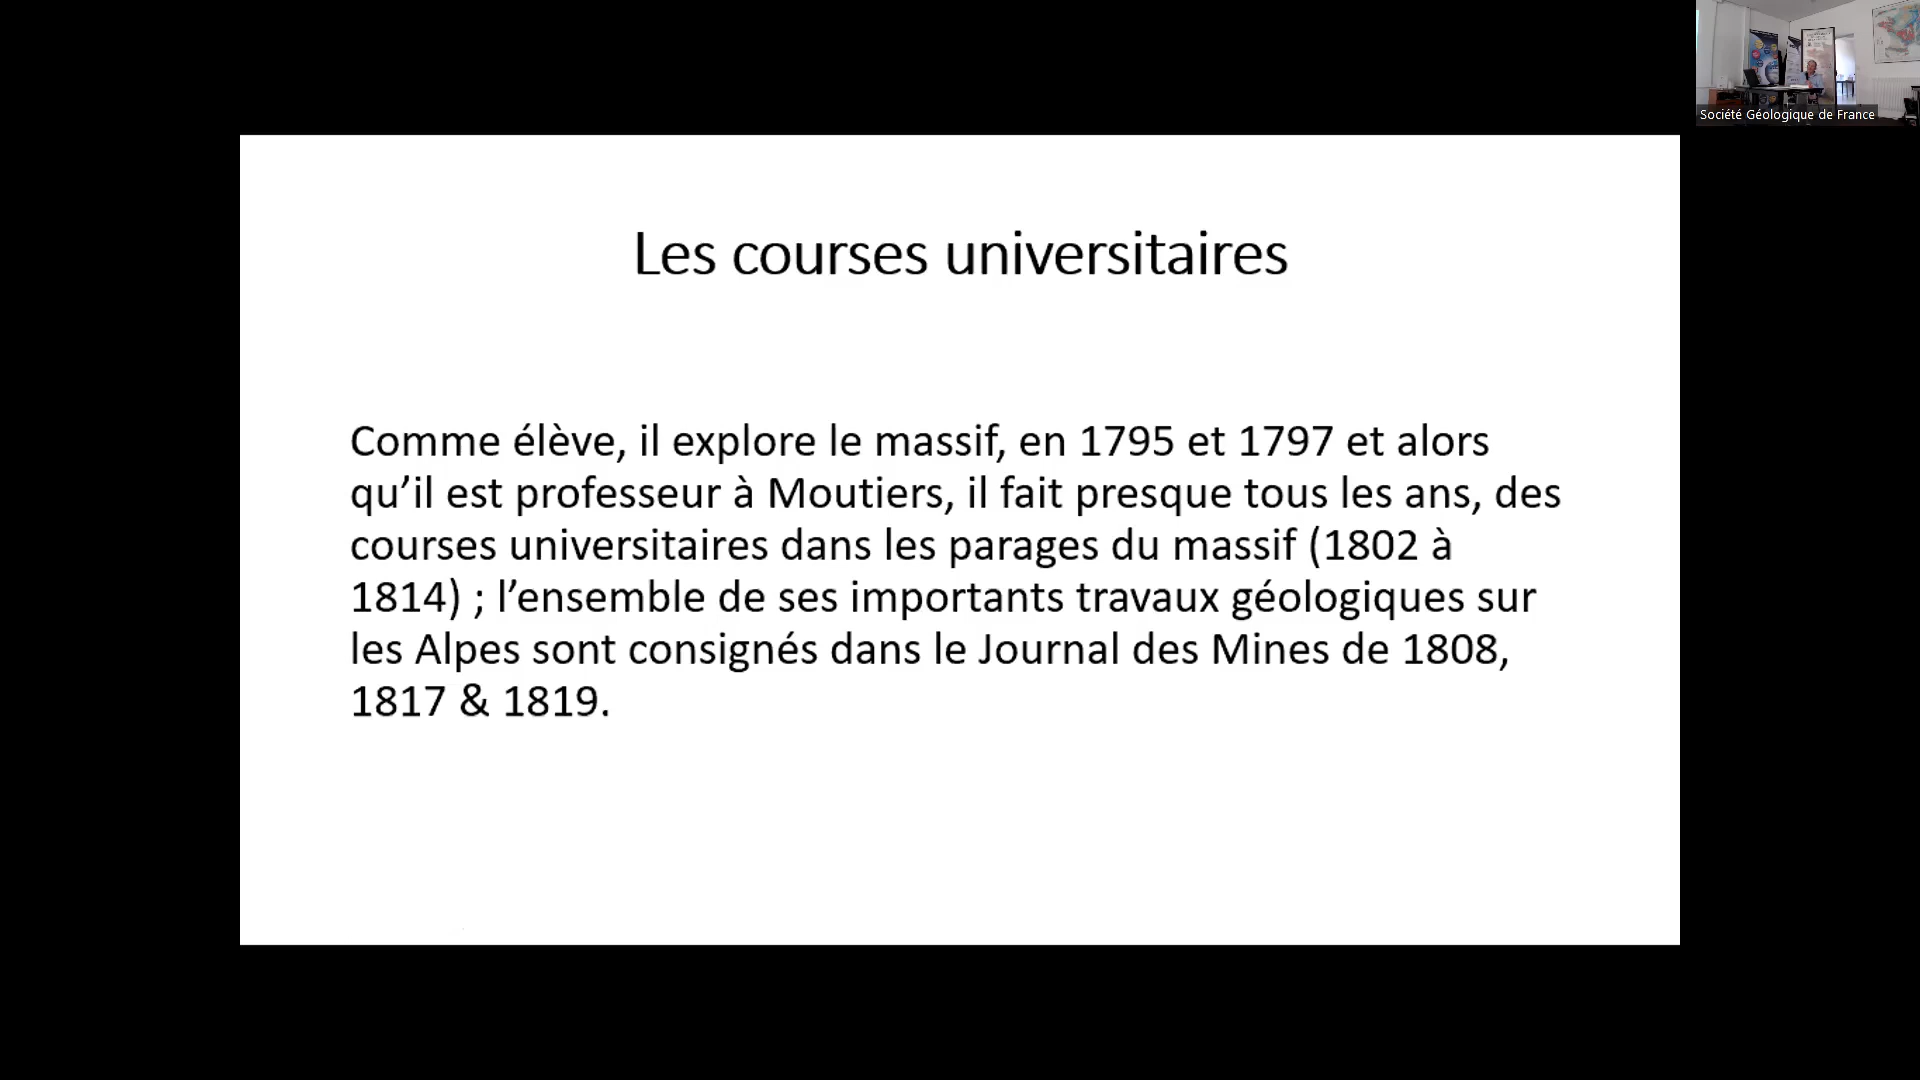 Société Géologique de France
Les courses universitaires
Comme élève, il explore le massif, en 1795 et 1797 et alors
qu’il est professeur à Moutiers, il fait presque tous les ans, des
courses universitaires dans les parages du massif (1802 à
1814) ; l’ensemble de ses importants travaux géologiques sur
les Alpes sont consignés dans le Journal des Mines de 1808,
1817 & 1819.